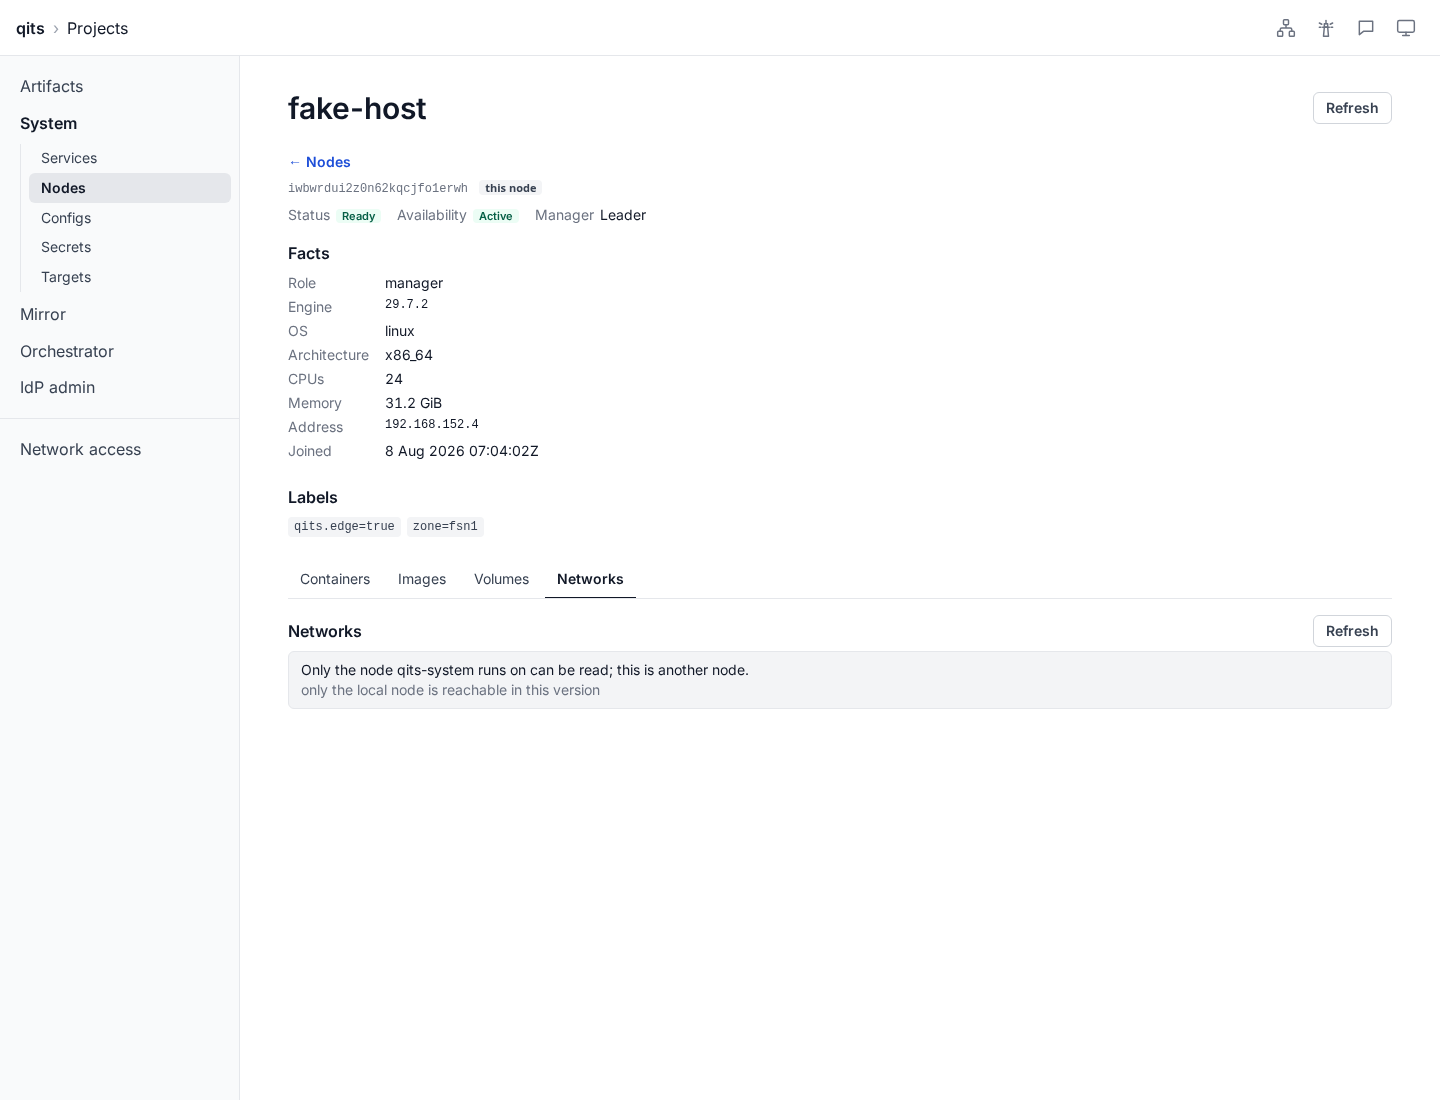 qits › Projects
Artifacts
System
Services
Nodes
Configs
Secrets
Targets
Mirror
Orchestrator
IdP admin
Network access
fake-host
Refresh
← Nodes
iwbwrdui2z0n62kqcjfo1erwh this node
Status Ready Availability Active Manager Leader
Facts
Role manager
Engine 29.7.2
OS linux
Architecture x86_64
CPUs 24
Memory 31.2 GiB
Address 192.168.152.4
Joined 8 Aug 2026 07:04:02Z
Labels
qits.edge=true zone=fsn1
Containers Images Volumes Networks
Networks
Refresh
Only the node qits-system runs on can be read; this is another node.
only the local node is reachable in this version